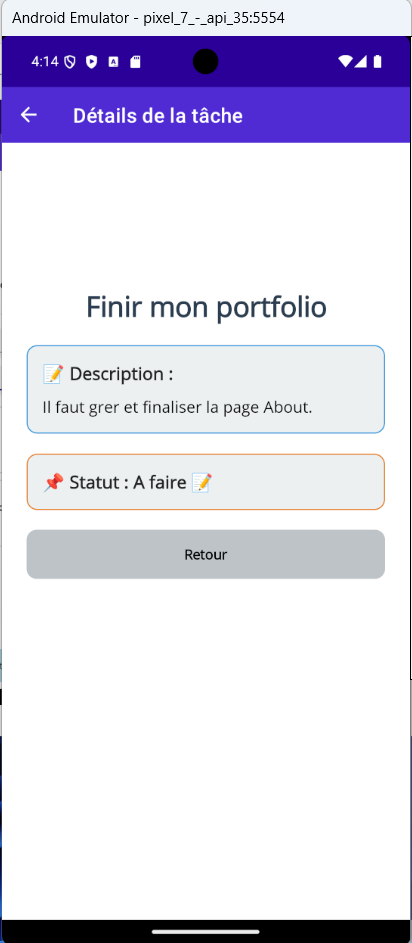 Android Emulator - pixel_7_-_api_35:5554
4:14
Détails de la tâche
Finir mon portfolio
📝 Description :
Il faut grer et finaliser la page About.
📌 Statut : A faire 📝
Retour